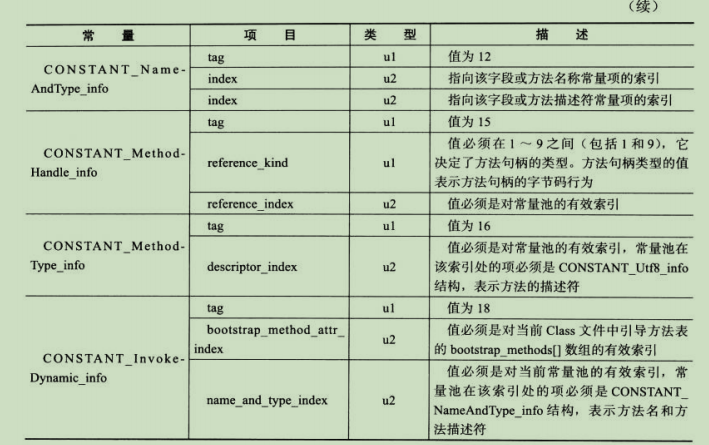 （续）
常 量 项 目 类 型 描 述
CONSTANT_Name-
AndType_info
tag u1 值为 12
index u2 指向该字段或方法名称常量项的索引
index u2 指向该字段或方法描述符常量项的索引
CONSTANT_Method-
Handle_info
tag u1 值为 15
reference_kind u1 值必须在 1 ～ 9 之间（包括 1 和 9），它
决定了方法句柄的类型。方法句柄类型的值
表示方法句柄的字节码行为
reference_index u2 值必须是对常量池的有效索引
CONSTANT_Method-
Type_info
tag u1 值为 16
descriptor_index u2 值必须是对常量池的有效索引，常量池在
该索引处的项必须是 CONSTANT_Utf8_info
结构，表示方法的描述符
CONSTANT_Invoke-
Dynamic_info
tag u1 值为 18
bootstrap_method_attr_
index u2 值必须是对当前 Class 文件中引导方法表
的 bootstrap_methods[] 数组的有效索引
name_and_type_index u2 值必须是对当前常量池的有效索引，常
量池在该索引处的项必须是 CONSTANT_
NameAndType_info 结构，表示方法名和方
法描述符